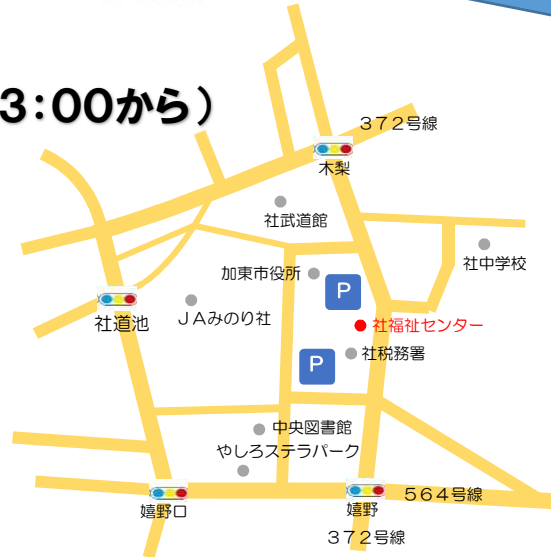 3：00から）
３７２号線
木梨
社武道館
社中学校
加東市役所
P
社道池
ＪＡみのり社
社福祉センター
社税務署
P
中央図書館
やしろステラパーク
嬉野口
嬉野
５６４号線
３７２号線